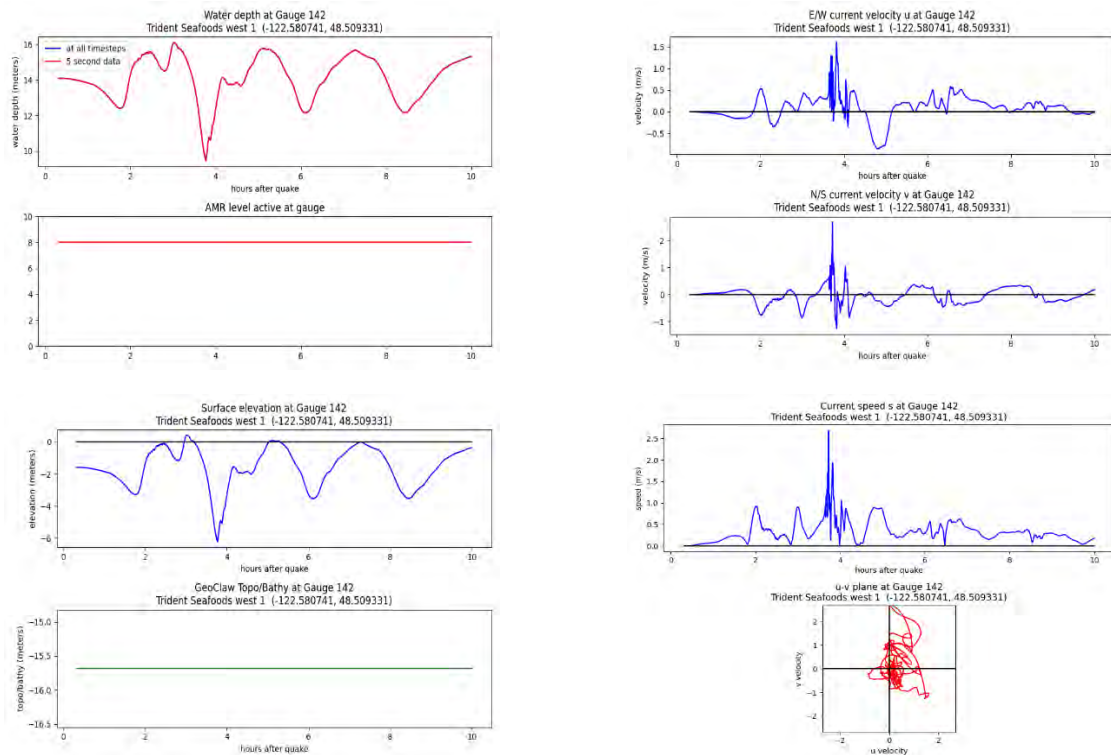 Water depth at Gauge 142
Trident Seafoods west 1 (-122.580741, 48.509331)
at all timesteps
5 second data
water depth (meters)
16
14
12
10
0
2
4
6
8
10
hours after quake
AMR level active at gauge
10
8
6
4
2
0
0
2
4
6
8
10
Surface elevation at Gauge 142
Trident Seafoods west 1 (-122.580741, 48.509331)
elevation (meters)
0
−2
−4
−6
0
2
4
6
8
10
hours after quake
GeoClaw Topo/Bathy at Gauge 142
Trident Seafoods west 1 (-122.580741, 48.509331)
topo/bathy (meters)
−15.0
−15.5
−16.0
−16.5
0
2
4
6
8
10
hours after quake
E/W current velocity u at Gauge 142
Trident Seafoods west 1 (-122.580741, 48.509331)
velocity (m/s)
1.5
1.0
0.5
0.0
−0.5
0
2
4
6
8
10
hours after quake
N/S current velocity v at Gauge 142
Trident Seafoods west 1 (-122.580741, 48.509331)
velocity (m/s)
2
1
0
−1
0
2
4
6
8
10
hours after quake
Current speed s at Gauge 142
Trident Seafoods west 1 (-122.580741, 48.509331)
speed (m/s)
2.5
2.0
1.5
1.0
0.5
0.0
0
2
4
6
8
10
hours after quake
u-v plane at Gauge 142
Trident Seafoods west 1 (-122.580741, 48.509331)
v velocity
2
1
0
−1
−2
−2
0
2
u velocity